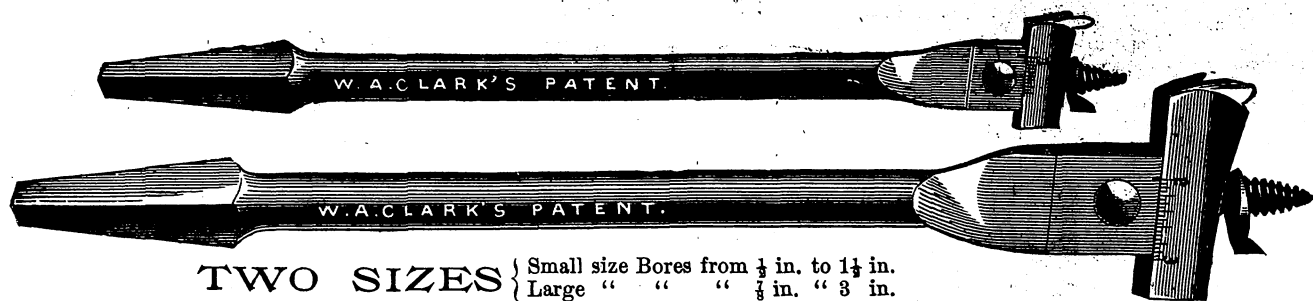 W.A.CLARK'S PATENT.
W.A.CLARK'S PATENT.
TWO SIZES { Small size Bores from ½ in. to 1½ in.
Large “ “ “ ⅞ in. “ 3 in.